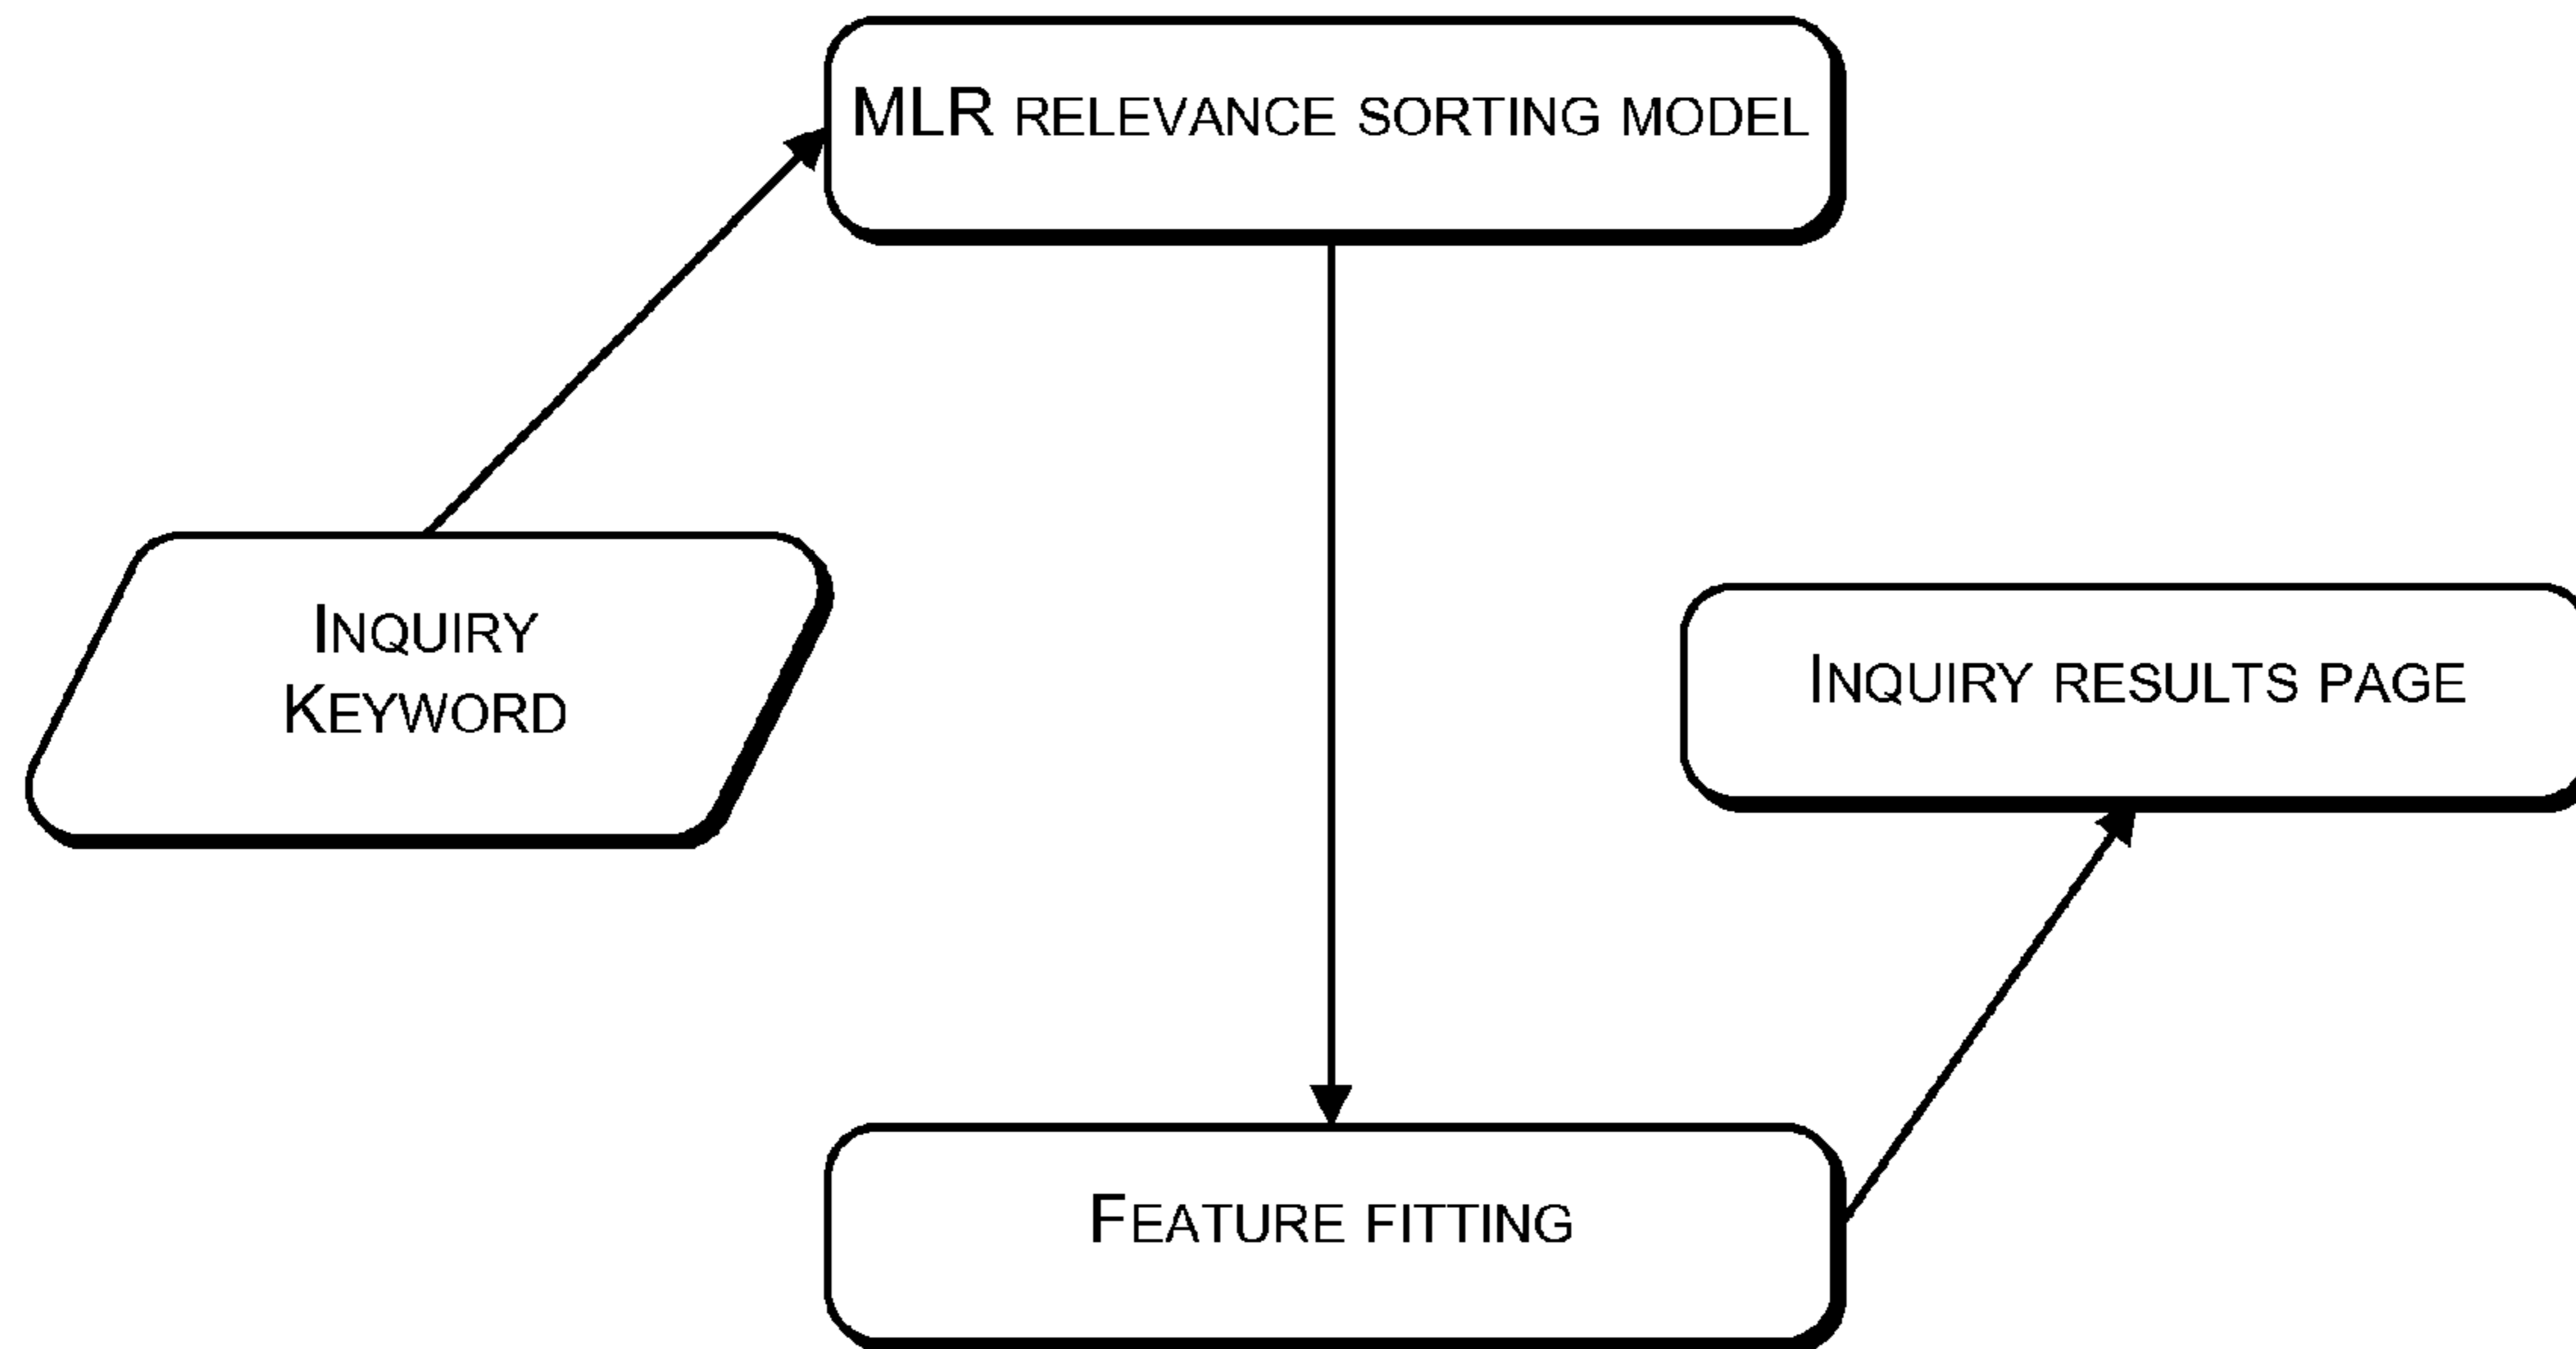 MLR RELEVANCE SORTING MODEL
INQUIRY
KEYWORD
INQUIRY RESULTS PAGE
FEATURE FITTING